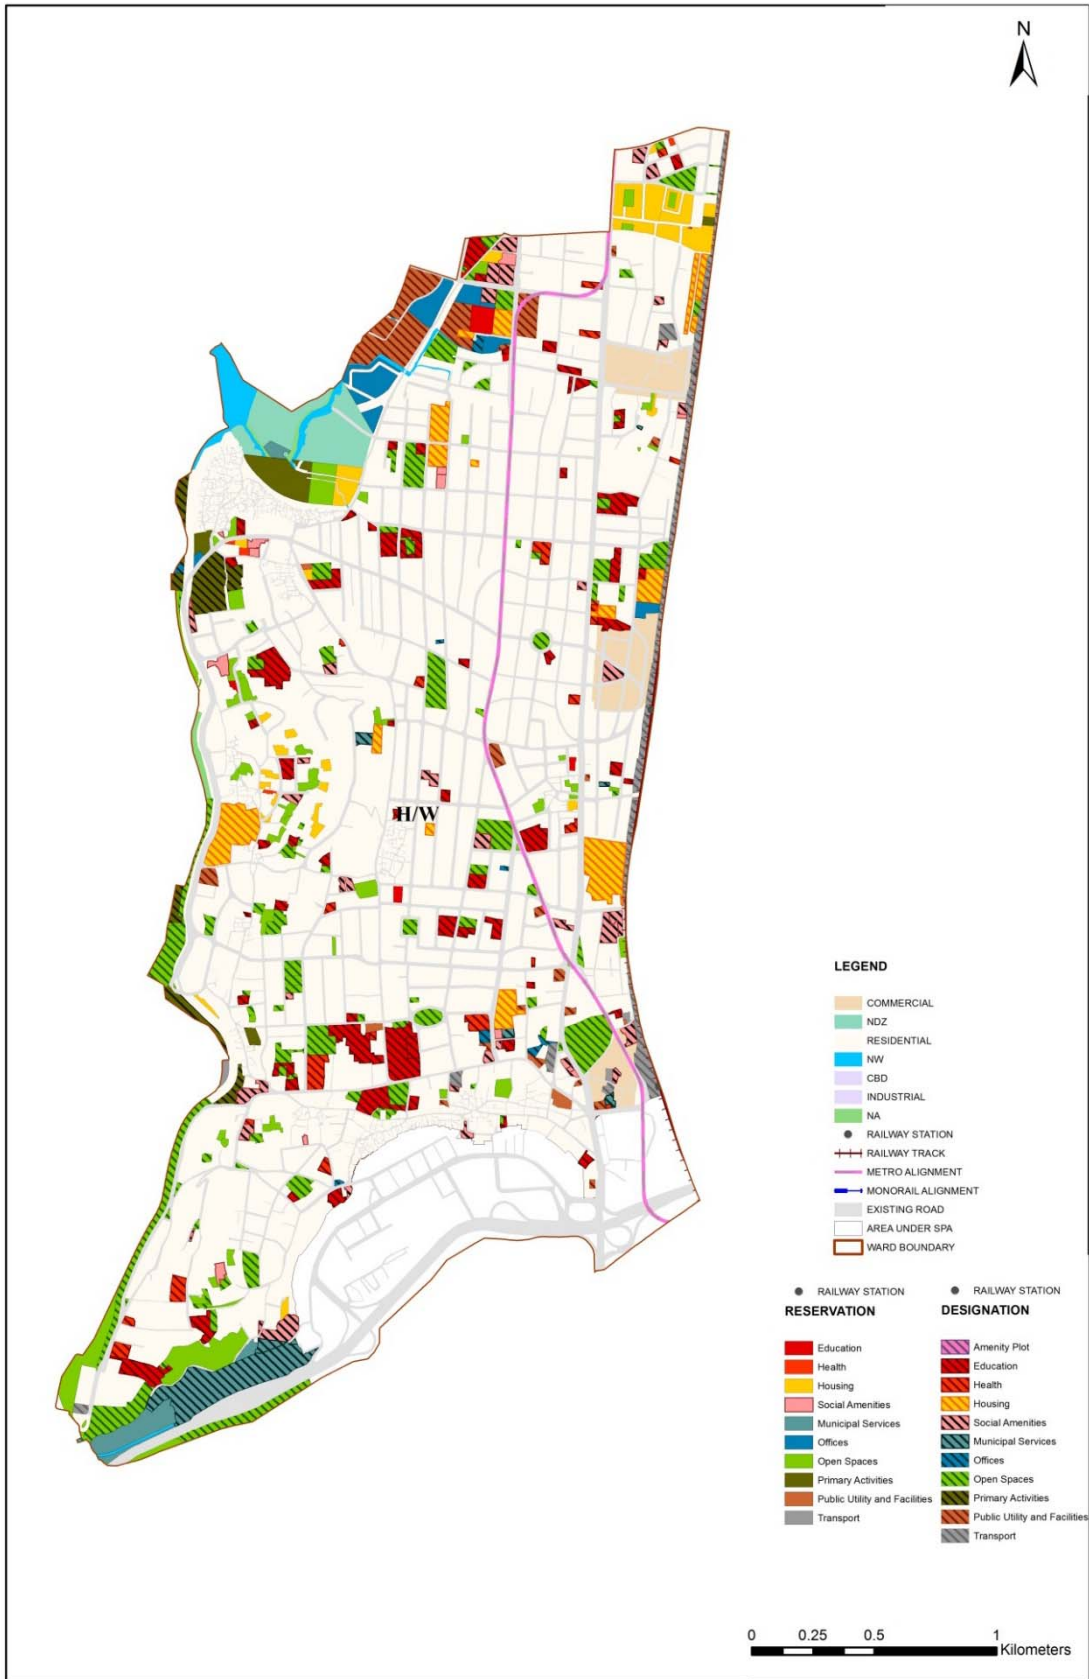 N
H/W
LEGEND
COMMERCIAL
NDZ
RESIDENTIAL
NW
CBD
INDUSTRIAL
NA
RAILWAY STATION
RAILWAY TRACK
METRO ALIGNMENT
MONORAIL ALIGNMENT
EXISTING ROAD
AREA UNDER SPA
WARD BOUNDARY
RAILWAY STATION
RESERVATION
Education
Health
Housing
Social Amenities
Municipal Services
Offices
Open Spaces
Primary Activities
Public Utility and Facilities
Transport
RAILWAY STATION
DESIGNATION
Amenity Plot
Education
Health
Housing
Social Amenities
Municipal Services
Offices
Open Spaces
Primary Activities
Public Utility and Facilities
Transport
0 0.25 0.5 1
Kilometers